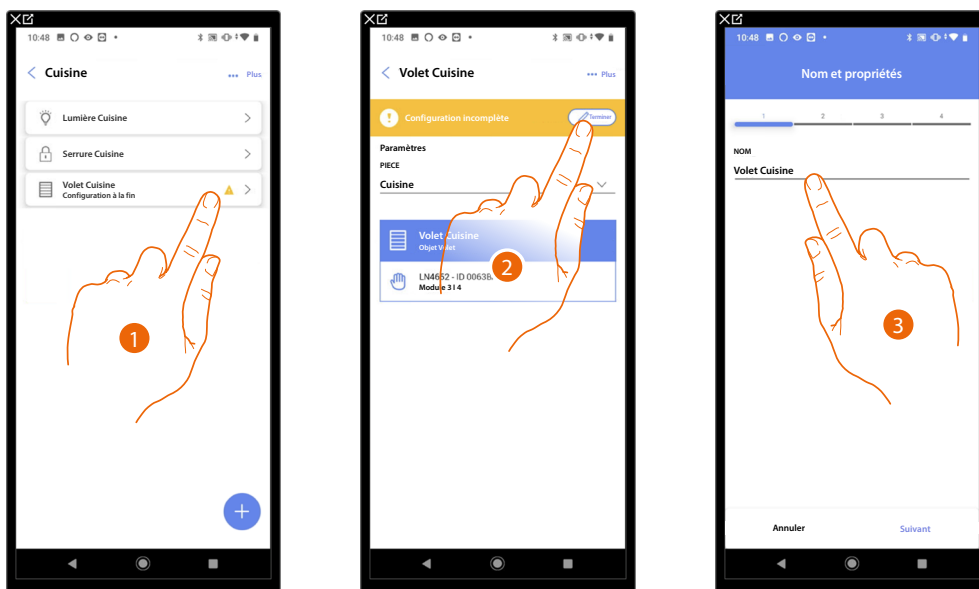 10:48
Cuisine
Plus
Lumière Cuisine
Serrure Cuisine
Volet Cuisine
Configuration à la fin
1
10:48
Volet Cuisine
Plus
Configuration incomplète
Terminer
Paramètres
PIECE
Cuisine
Volet Cuisine
Objet Volet
LN4652 - ID 00638
Module 3 I 4
2
10:48
Nom et propriétés
1 2 3 4
NOM
Volet Cuisine
3
Annuler Suivant